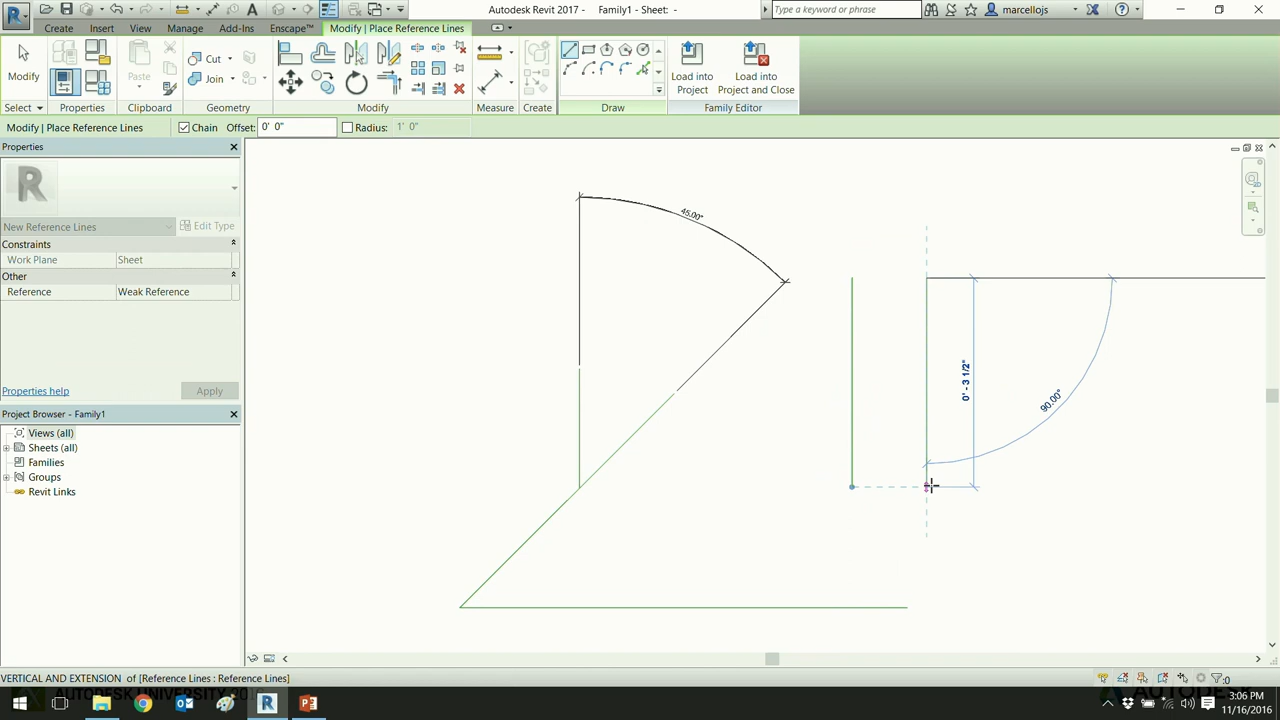 Autodesk Revit 2017 - Family1 - Sheet: -
Type a keyword or phrase
marcellojs
Create Insert View Manage Add-Ins Enscape™ Modify | Place Reference Lines
Modify
Paste
Cut
Join
Load into Project
Load into Project and Close
Select Properties Clipboard Geometry Modify Measure Create Draw Family Editor
Modify | Place Reference Lines Chain Offset: 0' 0" Radius: 1' 0"
Properties
R
New Reference Lines Edit Type
Constraints
Work Plane Sheet
Other
Reference Weak Reference
Properties help Apply
Project Browser - Family1
Views (all)
Sheets (all)
Families
Groups
Revit Links
45.00°
0' - 3 1/2"
90.00°
VERTICAL AND EXTENSION of [Reference Lines : Reference Lines]
:0
AUTODESK UNIVERSITY
3:06 PM
11/16/2016